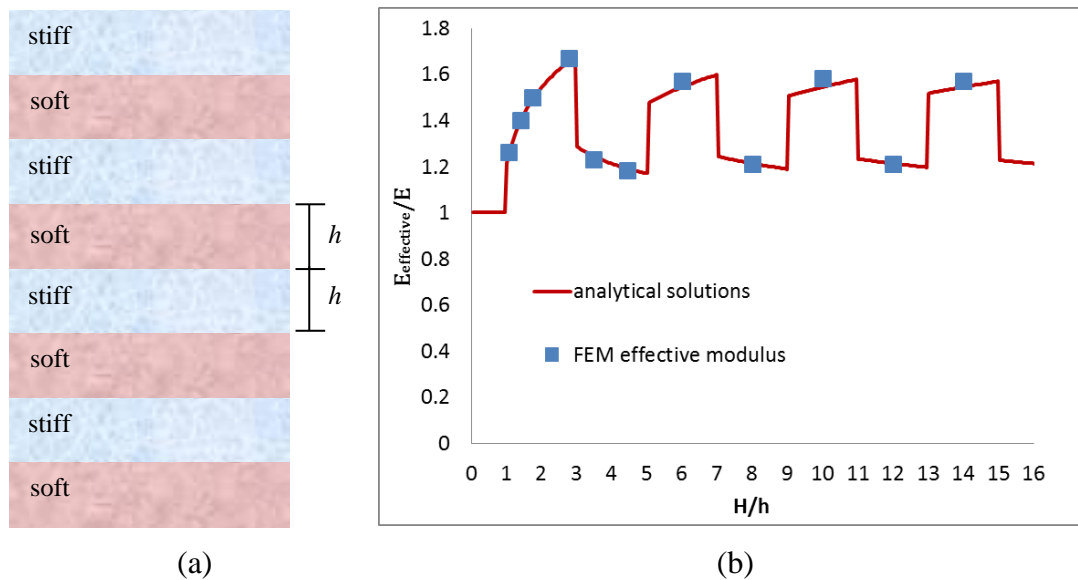 stiff
soft
stiff
soft
h
stiff
h
soft
stiff
soft
(a)
1.8
1.6
1.4
1.2
1
0.8
0.6
0.4
0.2
0
Eeffective/E
analytical solutions
FEM effective modulus
0 1 2 3 4 5 6 7 8 9 10 11 12 13 14 15 16
H/h
(b)